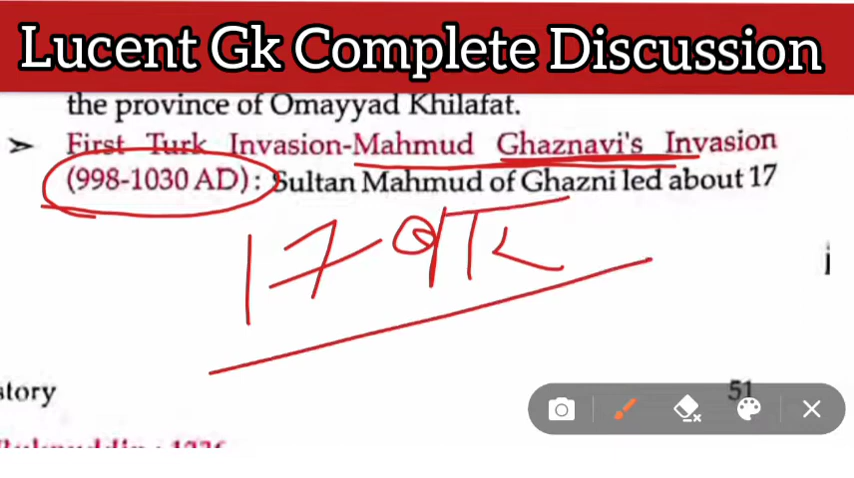 Lucent Gk Complete Discussion
the province of Omayyad Khilafat.
➢ First Turk Invasion-Mahmud Ghaznavi's Invasion
(998-1030 AD) : Sultan Mahmud of Ghazni led about 17
17 बार
story
51